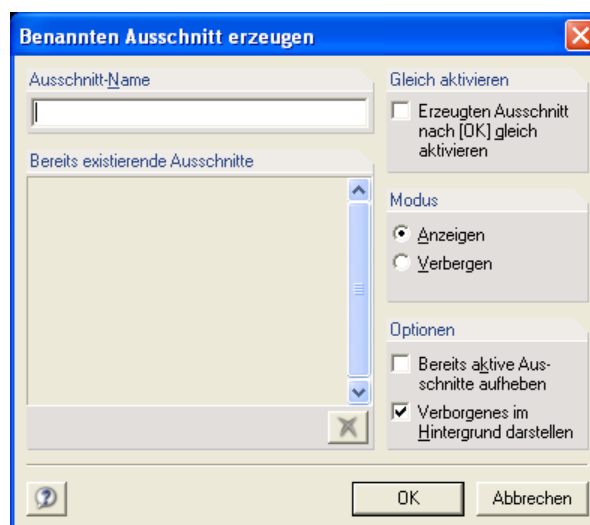 Benannten Ausschnitt erzeugen
Ausschnitt-Name
Bereits existierende Ausschnitte
Gleich aktivieren
Erzeugten Ausschnitt
nach [OK] gleich
aktivieren
Modus
Anzeigen
Verbergen
Optionen
Bereits aktive Aus-
schnitte aufheben
Verborgenes im
Hintergrund darstellen
OK
Abbrechen